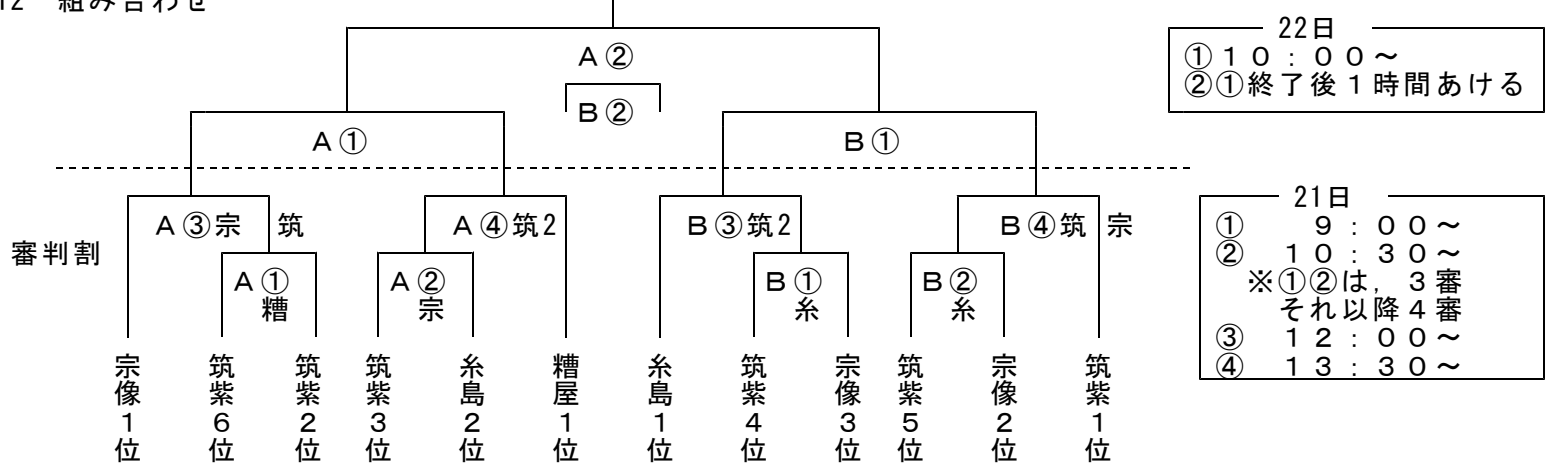 12 組み合わせ
A②
B②
A①
B①
22日
①10:00～
②①終了後1時間あける
審判割
A③宗 筑
A④筑2
B③筑2
B④筑 宗
A①
糟
A②
宗
B①
糸
B②
糸
宗像1位
筑紫6位
筑紫2位
筑紫3位
糸島2位
糟屋1位
糸島1位
筑紫4位
宗像3位
筑紫5位
宗像2位
筑紫1位
21日
① 9:00～
② 10:30～
※①②は，3審
それ以降4審
③ 12:00～
④ 13:30～